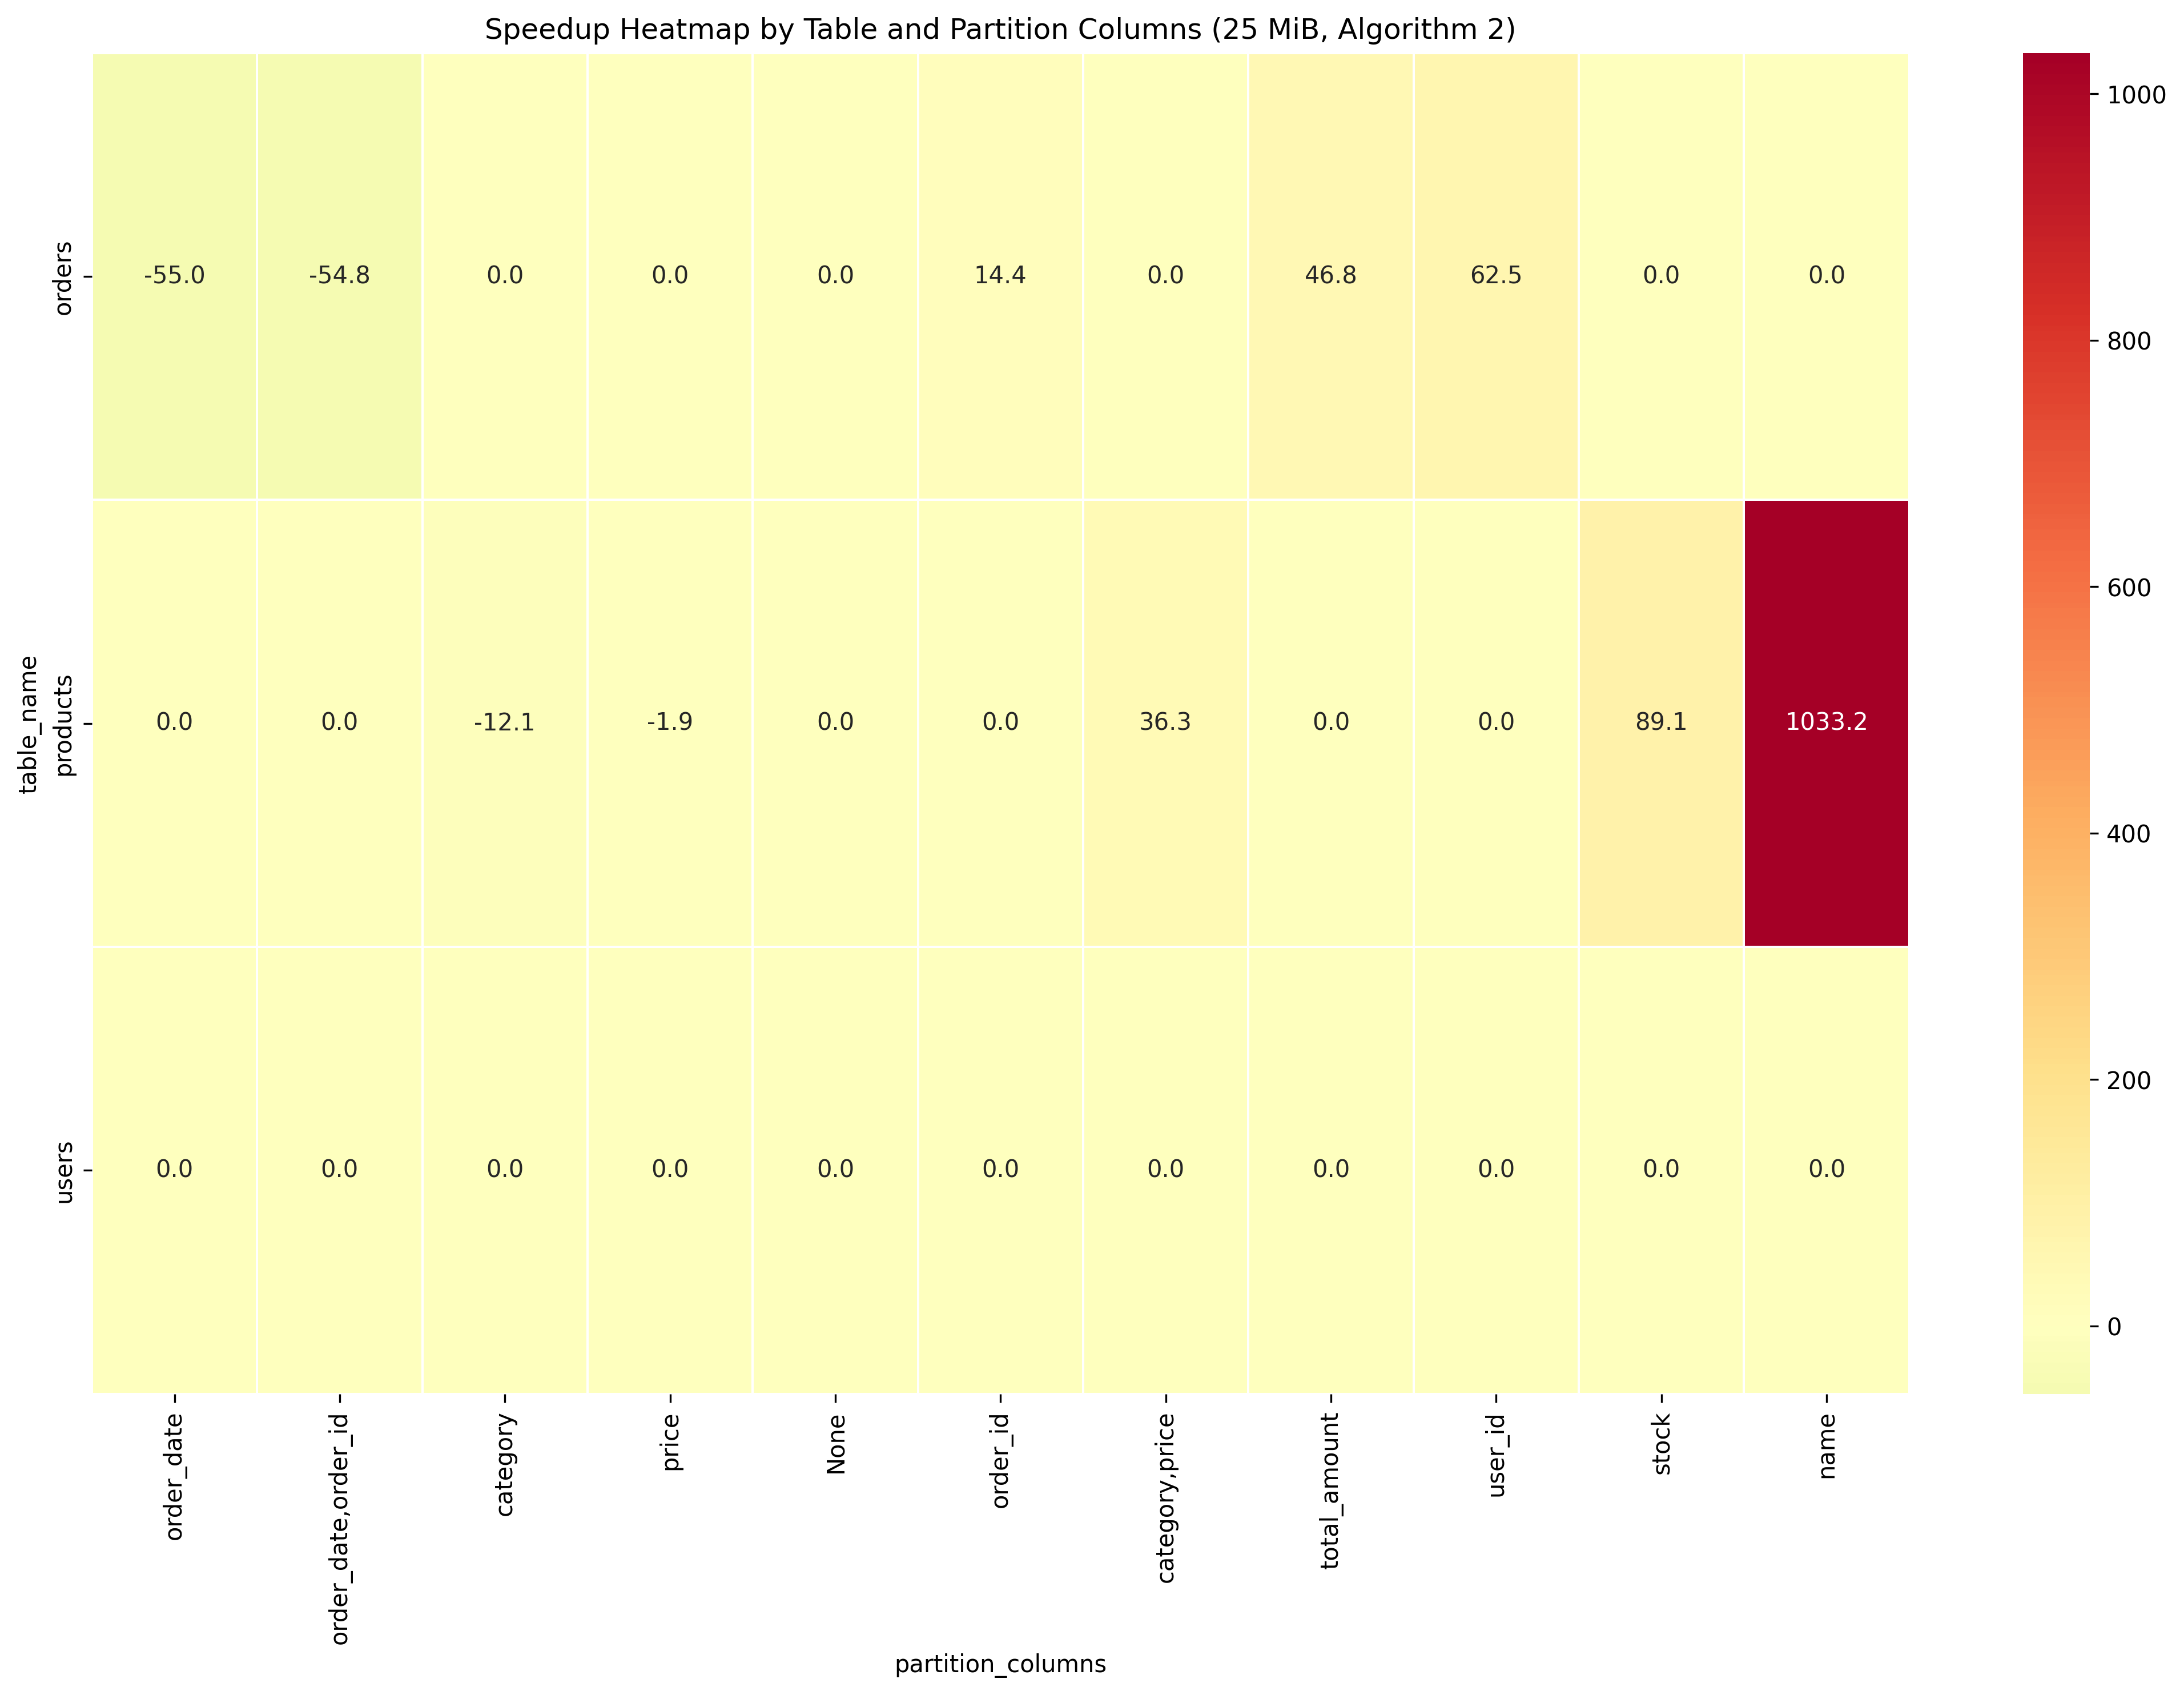 Speedup Heatmap by Table and Partition Columns (25 MiB, Algorithm 2)
table_name
orders
-55.0 -54.8 0.0 0.0 0.0 14.4 0.0 46.8 62.5 0.0 0.0
products
0.0 0.0 -12.1 -1.9 0.0 0.0 36.3 0.0 0.0 89.1 1033.2
users
0.0 0.0 0.0 0.0 0.0 0.0 0.0 0.0 0.0 0.0 0.0
order_date
order_date,order_id
category
price
None
order_id
category,price
total_amount
user_id
stock
name
partition_columns
1000
800
600
400
200
0